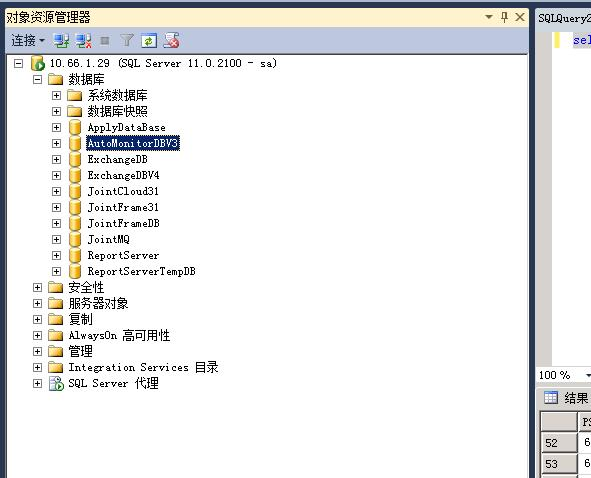 对象资源管理器
SQLQuery2
连接
sel
10.66.1.29 (SQL Server 11.0.2100 - sa)
数据库
系统数据库
数据库快照
ApplyDataBase
AutoMonitorDBV3
ExchangeDB
ExchangeDBV4
JointCloud31
JointFrame31
JointFrameDB
JointMQ
ReportServer
ReportServerTempDB
安全性
服务器对象
复制
AlwaysOn 高可用性
管理
Integration Services 目录
SQL Server 代理
100 %
结果
PS
52 6
53 6